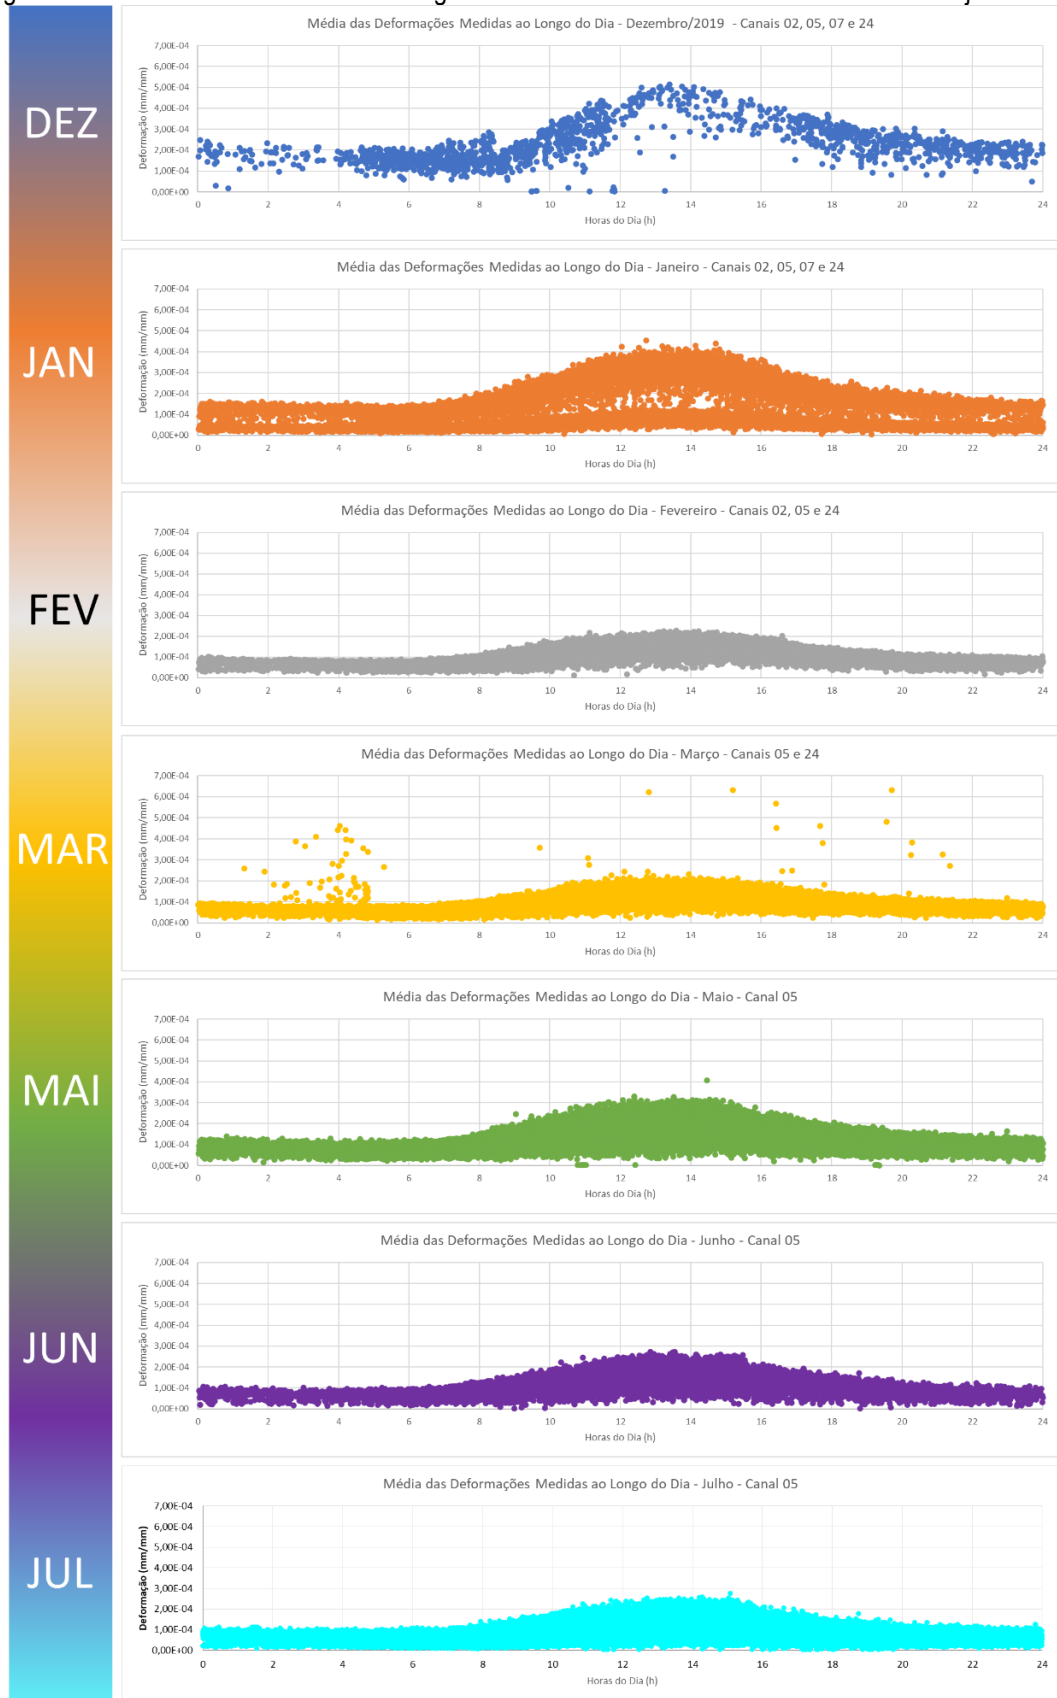 DEZ
Média das Deformações Medidas ao Longo do Dia - Dezembro/2019 - Canais 02, 05, 07 e 24
Deformação (mm/mm)
7,00E-04
6,00E-04
5,00E-04
4,00E-04
3,00E-04
2,00E-04
1,00E-04
0,00E+00
0 2 4 6 8 10 12 14 16 18 20 22 24
Horas do Dia (h)
JAN
Média das Deformações Medidas ao Longo do Dia - Janeiro - Canais 02, 05, 07 e 24
Deformação (mm/mm)
7,00E-04
6,00E-04
5,00E-04
4,00E-04
3,00E-04
2,00E-04
1,00E-04
0,00E+00
0 2 4 6 8 10 12 14 16 18 20 22 24
Horas do Dia (h)
FEV
Média das Deformações Medidas ao Longo do Dia - Fevereiro - Canais 02, 05 e 24
Deformação (mm/mm)
7,00E-04
6,00E-04
5,00E-04
4,00E-04
3,00E-04
2,00E-04
1,00E-04
0,00E+00
0 2 4 6 8 10 12 14 16 18 20 22 24
Horas do Dia (h)
MAR
Média das Deformações Medidas ao Longo do Dia - Março - Canais 05 e 24
Deformação (mm/mm)
7,00E-04
6,00E-04
5,00E-04
4,00E-04
3,00E-04
2,00E-04
1,00E-04
0,00E+00
0 2 4 6 8 10 12 14 16 18 20 22 24
Horas do Dia (h)
MAI
Média das Deformações Medidas ao Longo do Dia - Maio - Canal 05
Deformação (mm/mm)
7,00E-04
6,00E-04
5,00E-04
4,00E-04
3,00E-04
2,00E-04
1,00E-04
0,00E+00
0 2 4 6 8 10 12 14 16 18 20 22 24
Horas do Dia (h)
JUN
Média das Deformações Medidas ao Longo do Dia - Junho - Canal 05
Deformação (mm/mm)
7,00E-04
6,00E-04
5,00E-04
4,00E-04
3,00E-04
2,00E-04
1,00E-04
0,00E+00
0 2 4 6 8 10 12 14 16 18 20 22 24
Horas do Dia (h)
JUL
Média das Deformações Medidas ao Longo do Dia - Julho - Canal 05
Deformação (mm/mm)
7,00E-04
6,00E-04
5,00E-04
4,00E-04
3,00E-04
2,00E-04
1,00E-04
0,00E+00
0 2 4 6 8 10 12 14 16 18 20 22 24
Horas do Dia (h)